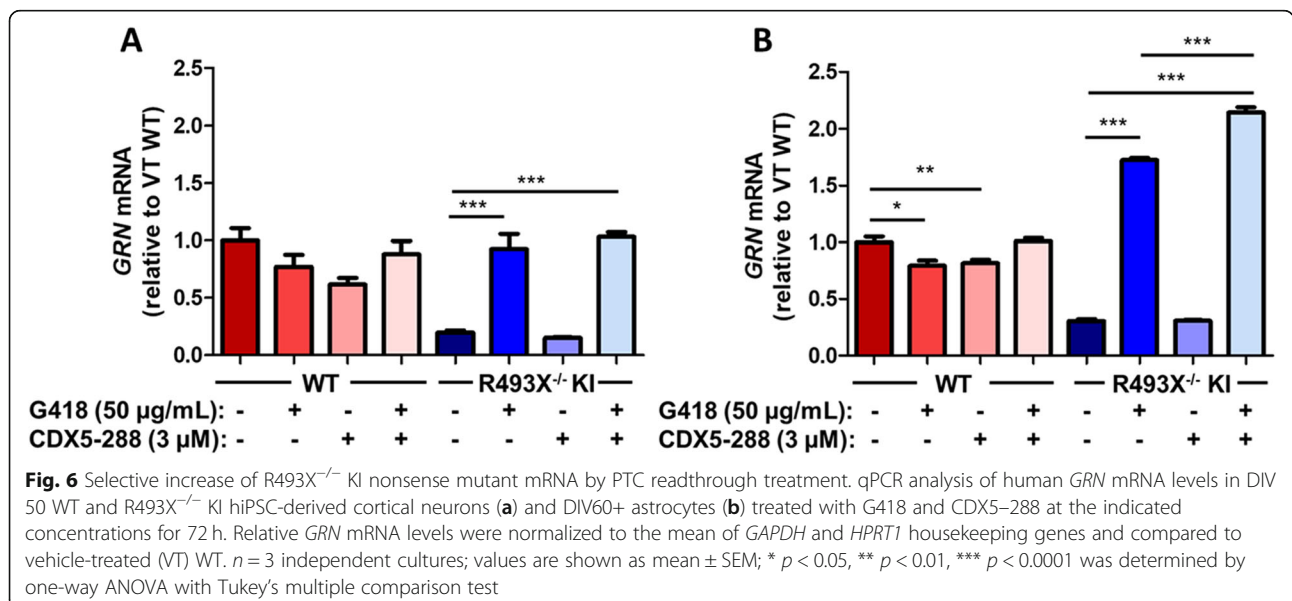 A
B
***
***
***
***
***
**
*
GRN mRNA
(relative to VT WT)
2.5
2.0
1.5
1.0
0.5
0.0
GRN mRNA
(relative to VT WT)
2.5
2.0
1.5
1.0
0.5
0.0
WT R493X⁻/⁻ KI
WT R493X⁻/⁻ KI
G418 (50 µg/mL): - + - + - + - +
CDX5-288 (3 µM): - - + + - - + +
G418 (50 µg/mL): - + - + - + - +
CDX5-288 (3 µM): - - + + - - + +
Fig. 6 Selective increase of R493X⁻/⁻ KI nonsense mutant mRNA by PTC readthrough treatment. qPCR analysis of human GRN mRNA levels in DIV
50 WT and R493X⁻/⁻ KI hiPSC-derived cortical neurons (a) and DIV60+ astrocytes (b) treated with G418 and CDX5–288 at the indicated
concentrations for 72 h. Relative GRN mRNA levels were normalized to the mean of GAPDH and HPRT1 housekeeping genes and compared to
vehicle-treated (VT) WT. n = 3 independent cultures; values are shown as mean ± SEM; * p < 0.05, ** p < 0.01, *** p < 0.0001 was determined by
one-way ANOVA with Tukey's multiple comparison test